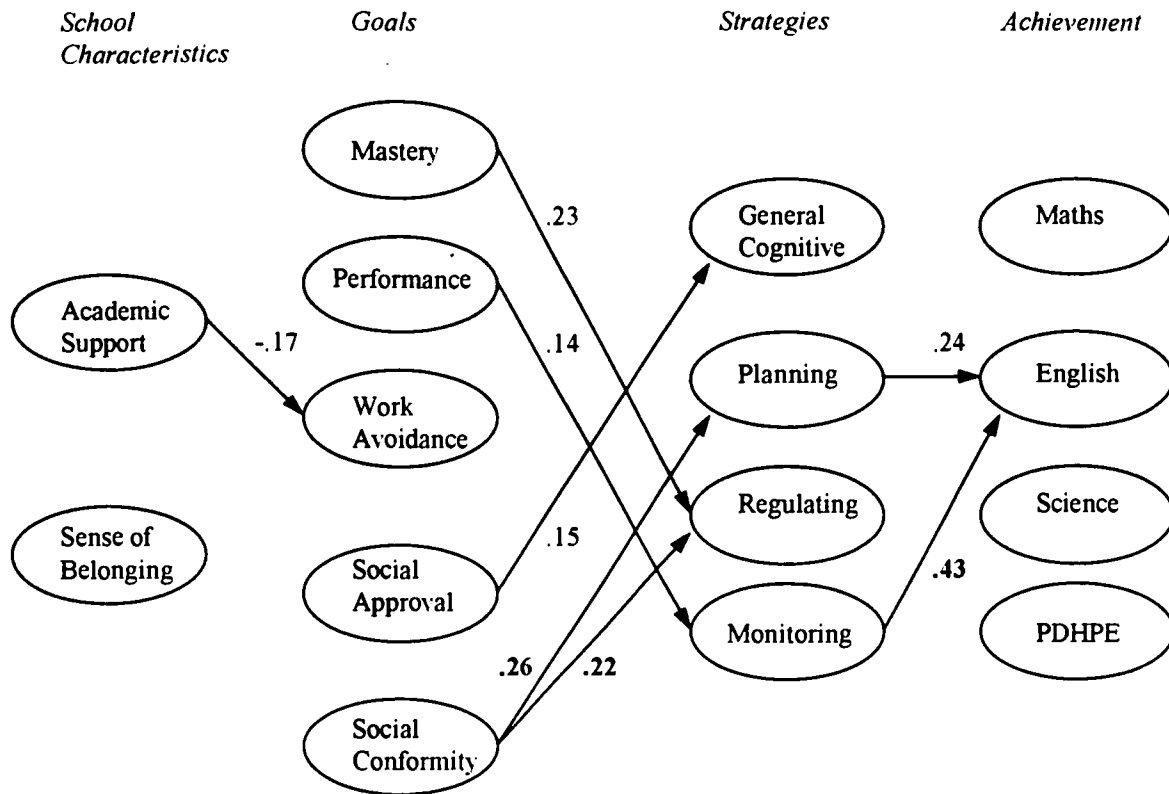 School
Characteristics
Goals
Strategies
Achievement
Mastery
Performance
Work
Avoidance
Social
Approval
Social
Conformity
Academic
Support
Sense of
Belonging
-.17
.23
.14
.15
.26
.22
General
Cognitive
Planning
Regulating
Monitoring
.24
.43
Maths
English
Science
PDHPE